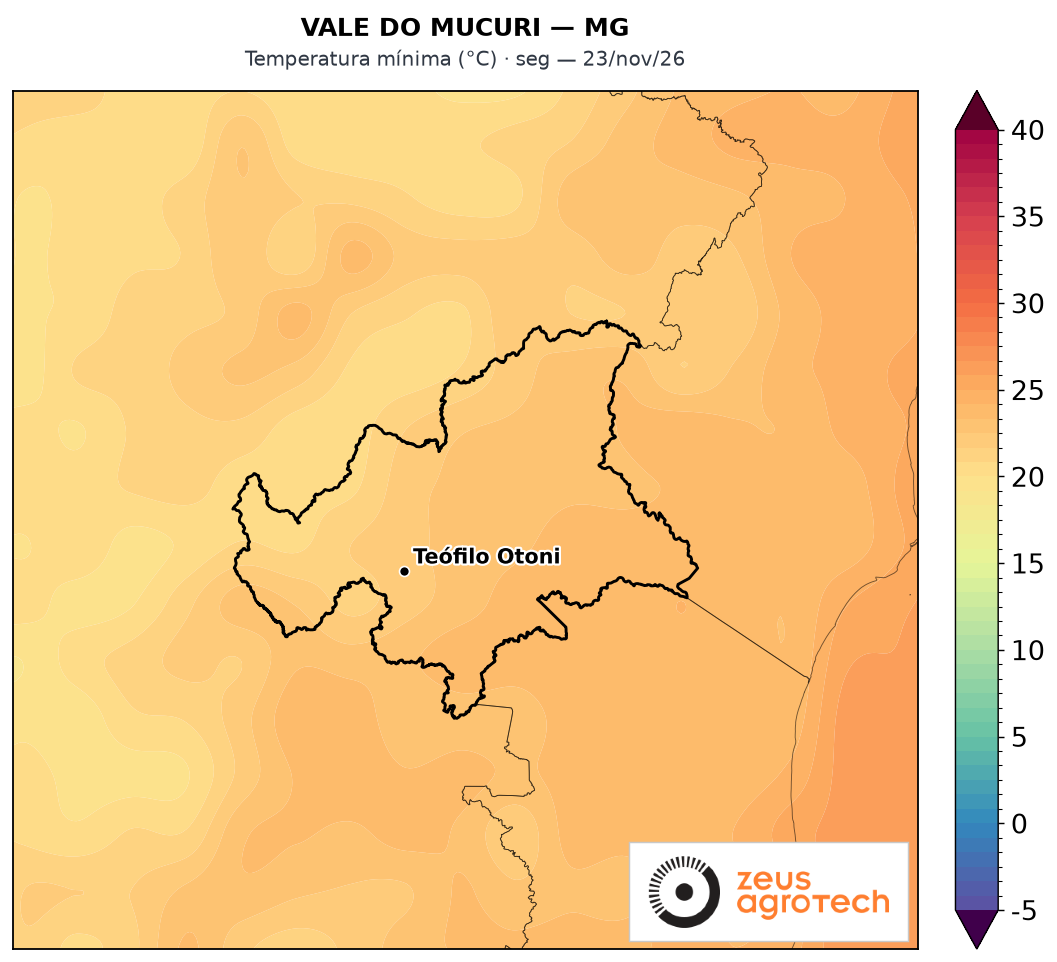 VALE DO MUCURI — MG
Temperatura mínima (°C) · seg — 23/nov/26
40
35
30
25
20
15
10
5
0
-5
Teófilo Otoni
zeus
agrotech